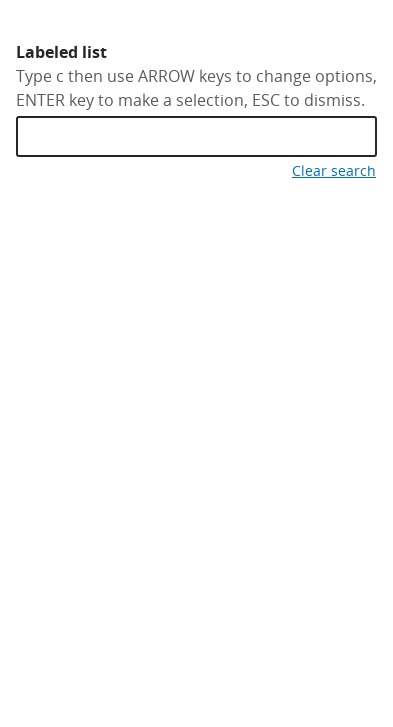 Labeled list
Type c then use ARROW keys to change options,
ENTER key to make a selection, ESC to dismiss.
Clear search